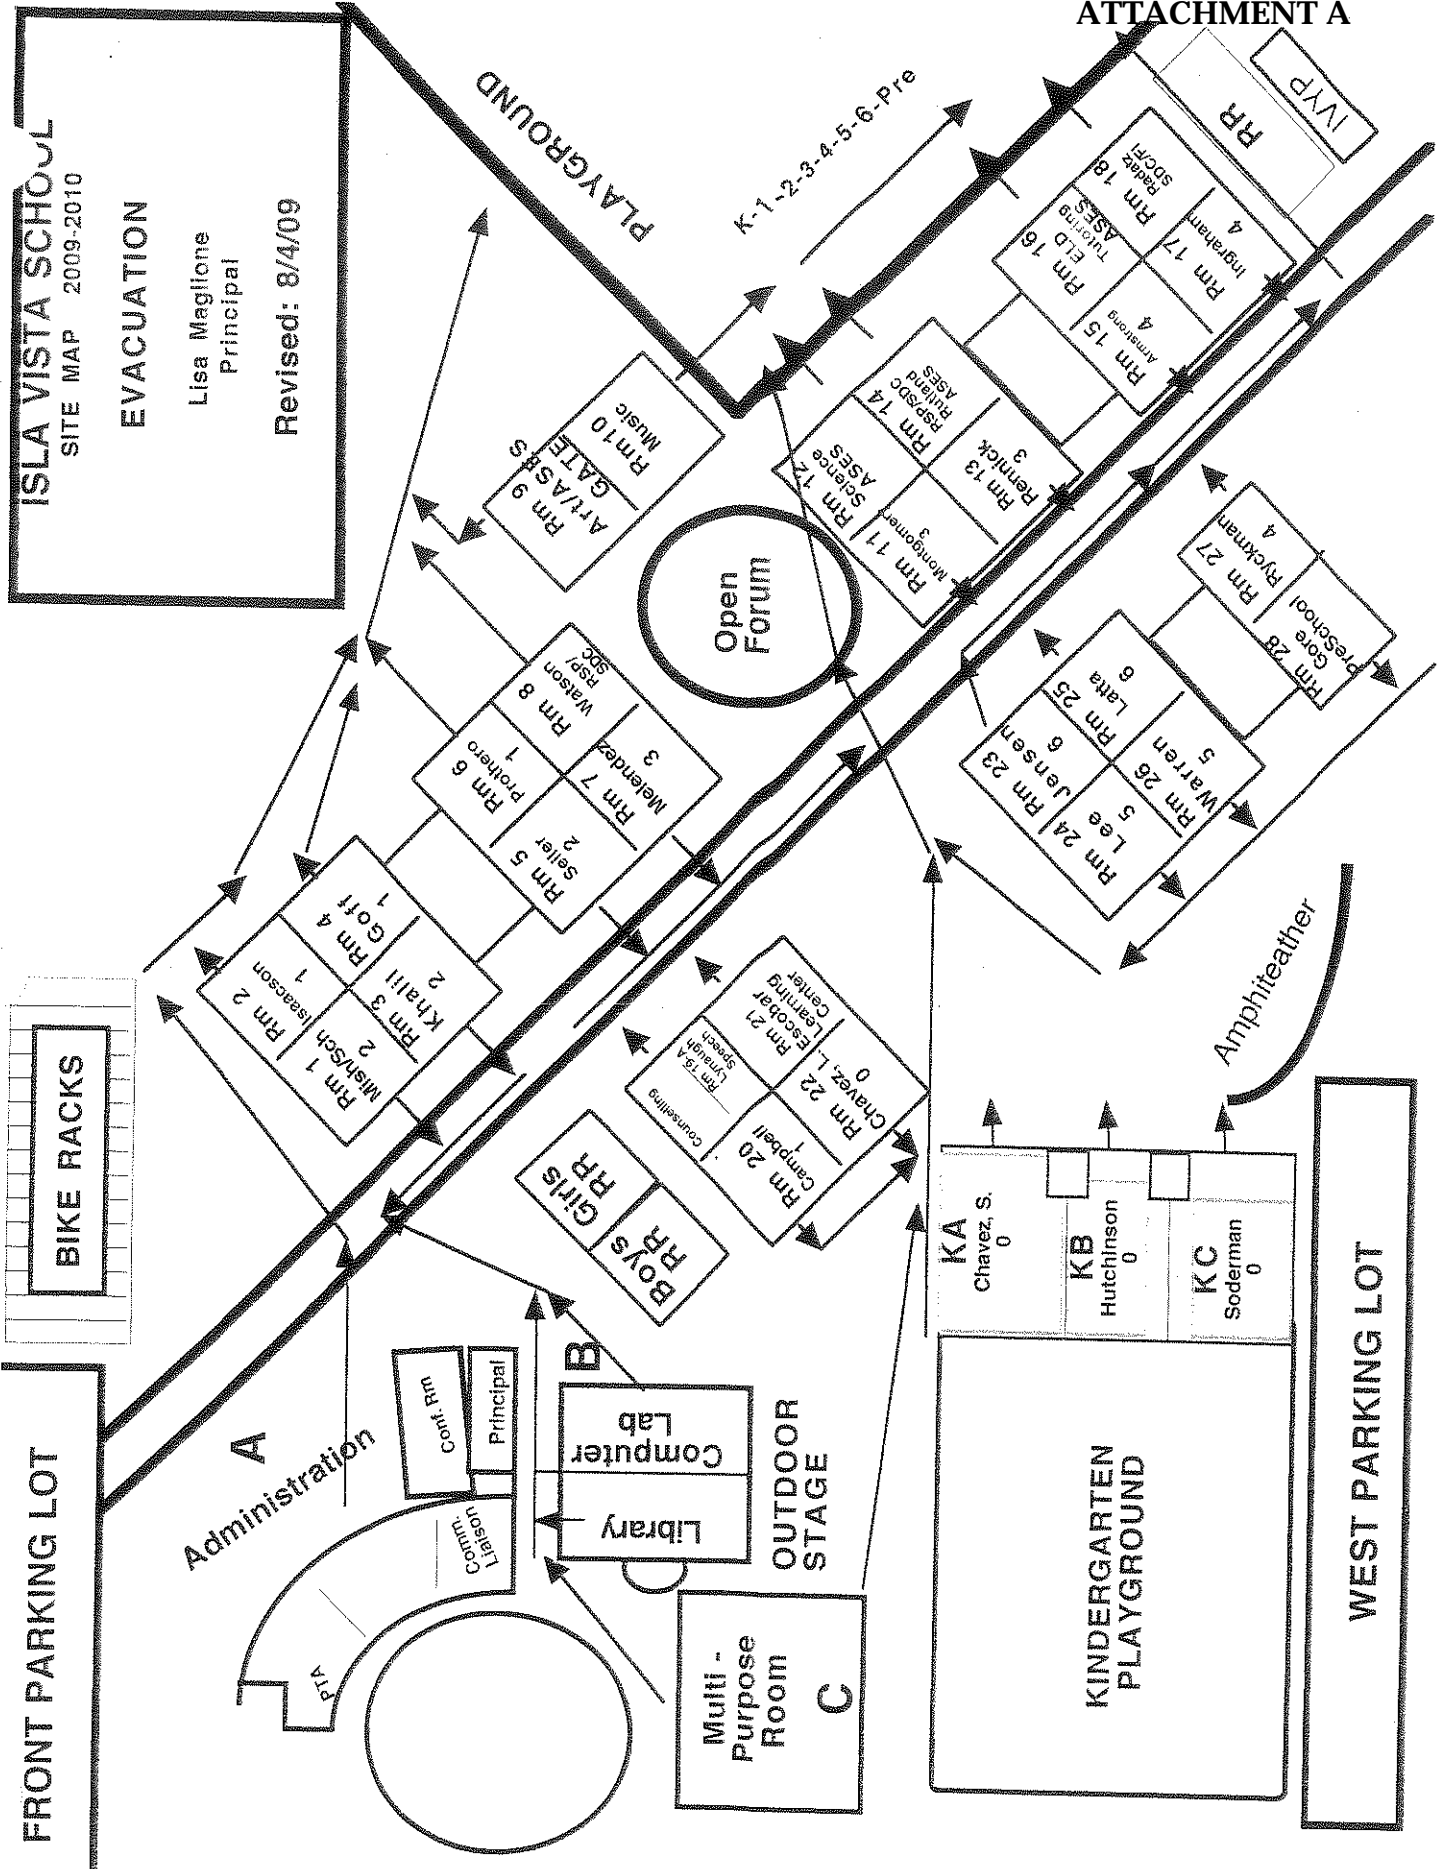 ATTACHMENT A
ISLA VISTA SCHOOL
SITE MAP 2009-2010
EVACUATION
Lisa Maglione
Principal
Revised: 8/4/09
PLAYGROUND
K-1-2-3-4-5-6-Pre
IVYP
RR
Rm 18
Radatz
SDC/FI
Rm 16
ELD
Tutoring
ASES
Rm 17
Ingraham
4
Rm 15
Armstrong
4
Rm 14
RSP/SDC
Rutland
ASES
Rm 12
Science
ASES
Rm 13
Rennick
3
Rm 11
Montgomery
3
Rm10
Music
Rm 9
Art/ASES
GATE
Open
Forum
Rm 8
Watson
RSP/
SDC
Rm 6
Prothero
1
Rm 7
Melendez
3
Rm 5
Seller
2
Rm 4
Goff
1
Rm 2
Isaacson
1
Rm 3
Khalil
2
Rm 1
Mish/Sch
2
BIKE RACKS
FRONT PARKING LOT
Rm 27
Ryckman
4
Rm 28
Gore
PreSchool
Rm 25
Latta
6
Rm 23
Jensen
6
Rm 26
Warren
5
Rm 24
Lee
5
Amphiteather
Rm 21
Escobar
Learning
Center
Rm 19-A
Lynaugh
Speech
Counseling
Rm 22
Chavez, L.
0
Rm 20
Campbell
1
Girls
RR
Boys
RR
A
Administration
Conf. Rm
Principal
Comm.
Liaison
PTA
B
Computer
Lab
Library
OUTDOOR
STAGE
Multi -
Purpose
Room
C
KA
Chavez, S.
0
KB
Hutchinson
0
KC
Soderman
0
KINDERGARTEN
PLAYGROUND
WEST PARKING LOT